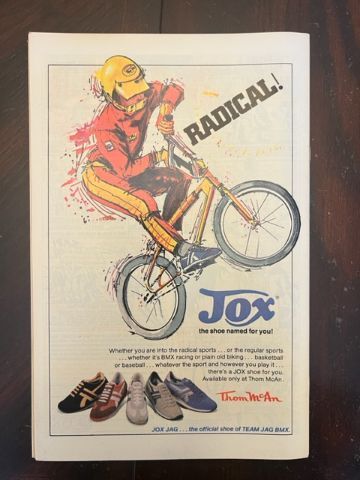 RADICAL!
Jox
the shoe named for you!
Whether you are into the radical sports ... or the regular sports
... whether it's BMX racing or plain old biking ... basketball
or baseball ... whatever the sport and however you play it ...
there's a JOX shoe for you.
Available only at Thom McAn.
Thom McAn
JOX JAG ... the official shoe of TEAM JAG BMX.